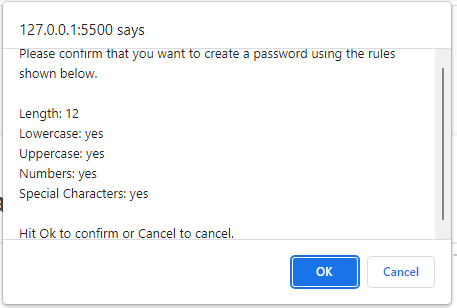 127.0.0.1:5500 says
Please confirm that you want to create a password using the rules
shown below.
Length: 12
Lowercase: yes
Uppercase: yes
Numbers: yes
Special Characters: yes
Hit Ok to confirm or Cancel to cancel.
OK
Cancel